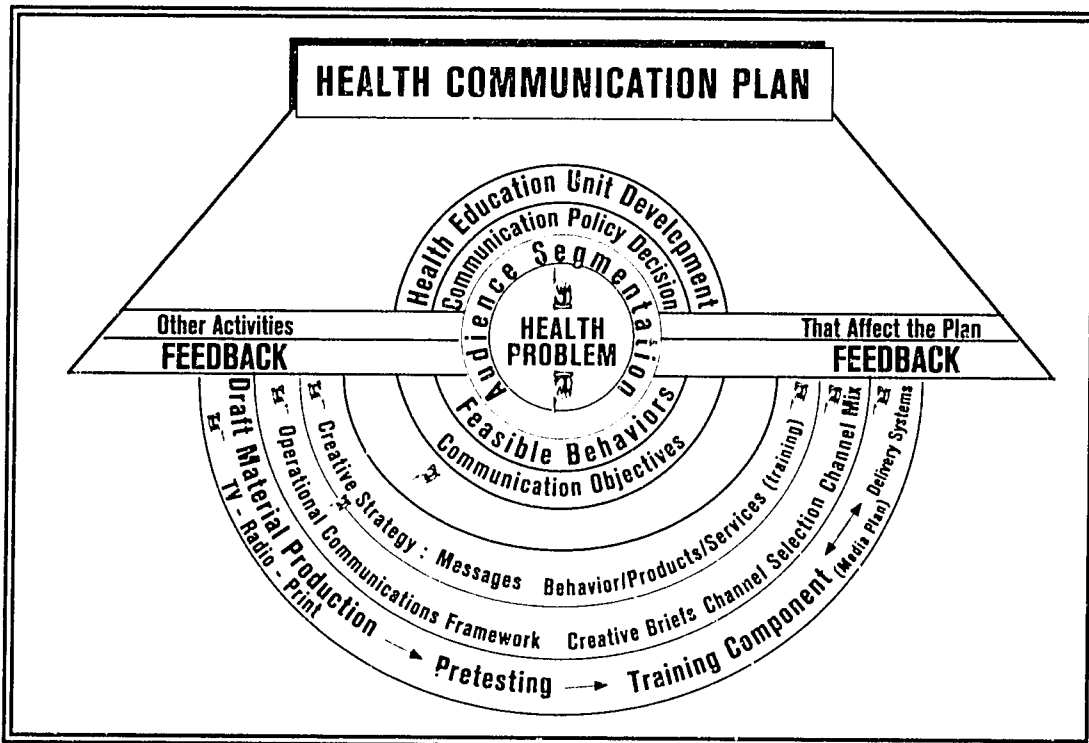 HEALTH COMMUNICATION PLAN
Health Education Unit Development
Communication Policy Decision
Audience Segmentation
HEALTH
PROBLEM
Other Activities
That Affect the Plan
FEEDBACK
FEEDBACK
Feasible Behaviors
Communication Objectives
Creative Strategy : Messages Behavior/Products/Services (training)
Operational Communications Framework Creative Briefs Channel Selection Channel Mix
Draft Material Production Pretesting Training Component (Media Plan) Delivery Systems
TV - Radio - Print